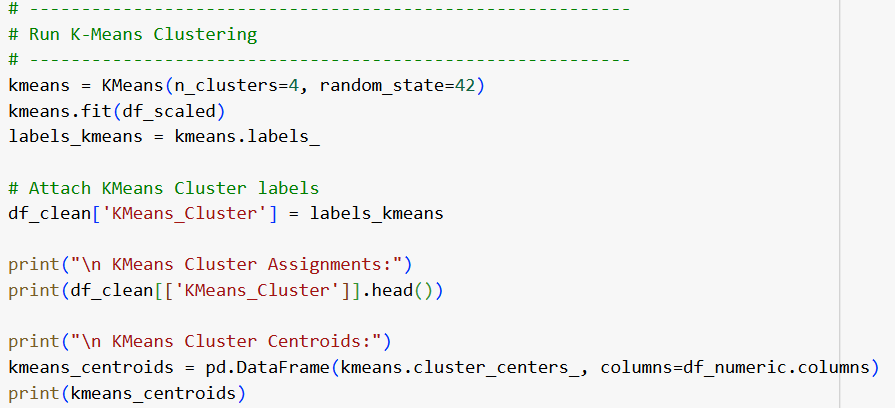 # ----------------------------------------------------------
# Run K-Means Clustering
# ----------------------------------------------------------
kmeans = KMeans(n_clusters=4, random_state=42)
kmeans.fit(df_scaled)
labels_kmeans = kmeans.labels_
# Attach KMeans Cluster labels
df_clean['KMeans_Cluster'] = labels_kmeans
print("\n KMeans Cluster Assignments:")
print(df_clean[['KMeans_Cluster']].head())
print("\n KMeans Cluster Centroids:")
kmeans_centroids = pd.DataFrame(kmeans.cluster_centers_, columns=df_numeric.columns)
print(kmeans_centroids)